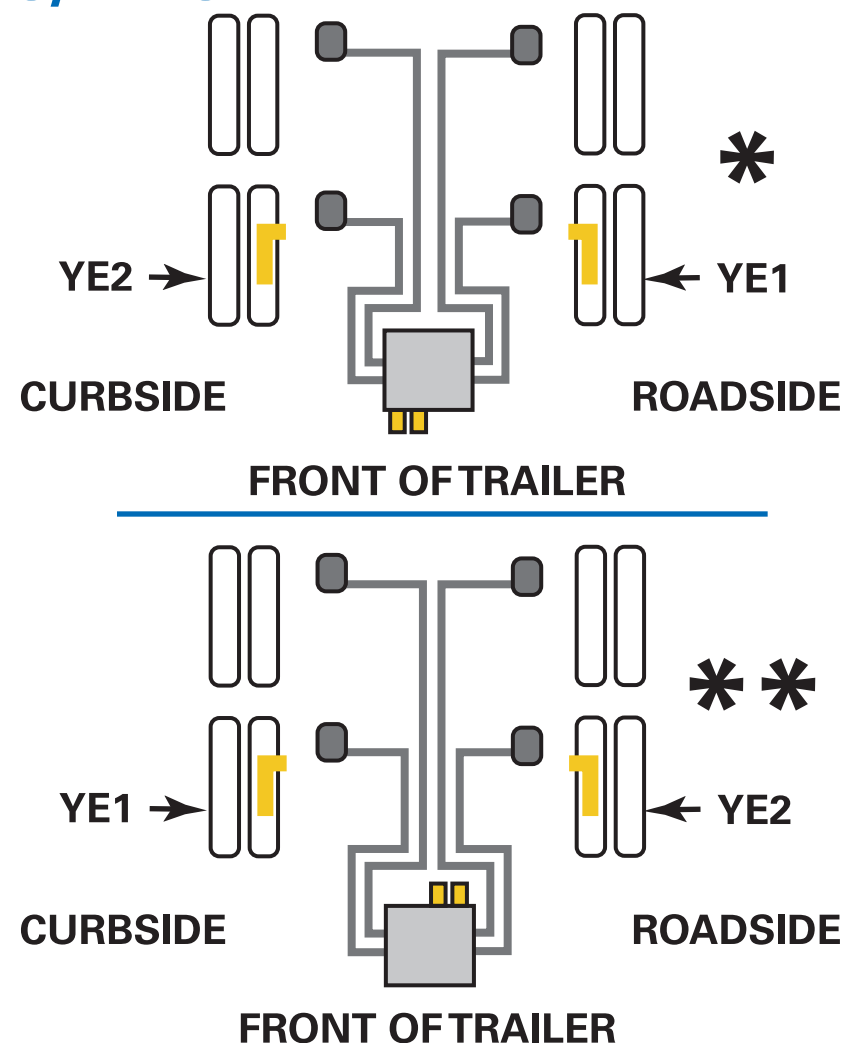 *
YE2
YE1
CURBSIDE
ROADSIDE
FRONT OF TRAILER
**
YE1
YE2
CURBSIDE
ROADSIDE
FRONT OF TRAILER